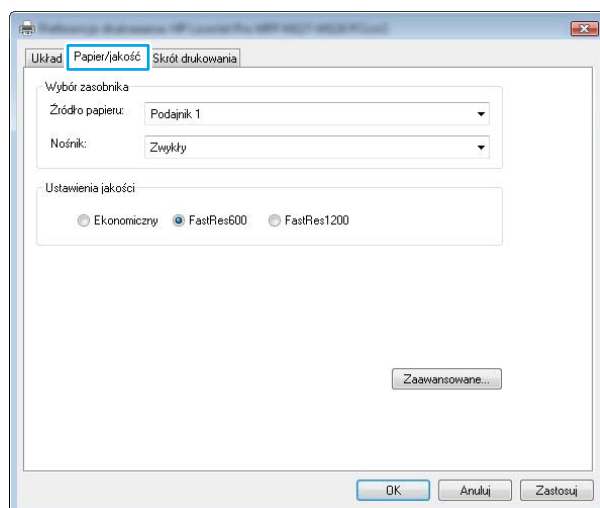 Układ Papier/jakość Skrót drukowania
Wybór zasobnika
Źródło papieru: Podajnik 1
Nośnik: Zwykły
Ustawienia jakości
Ekonomiczny FastRes600 FastRes1200
Zaawansowane...
OK Anuluj Zastosuj